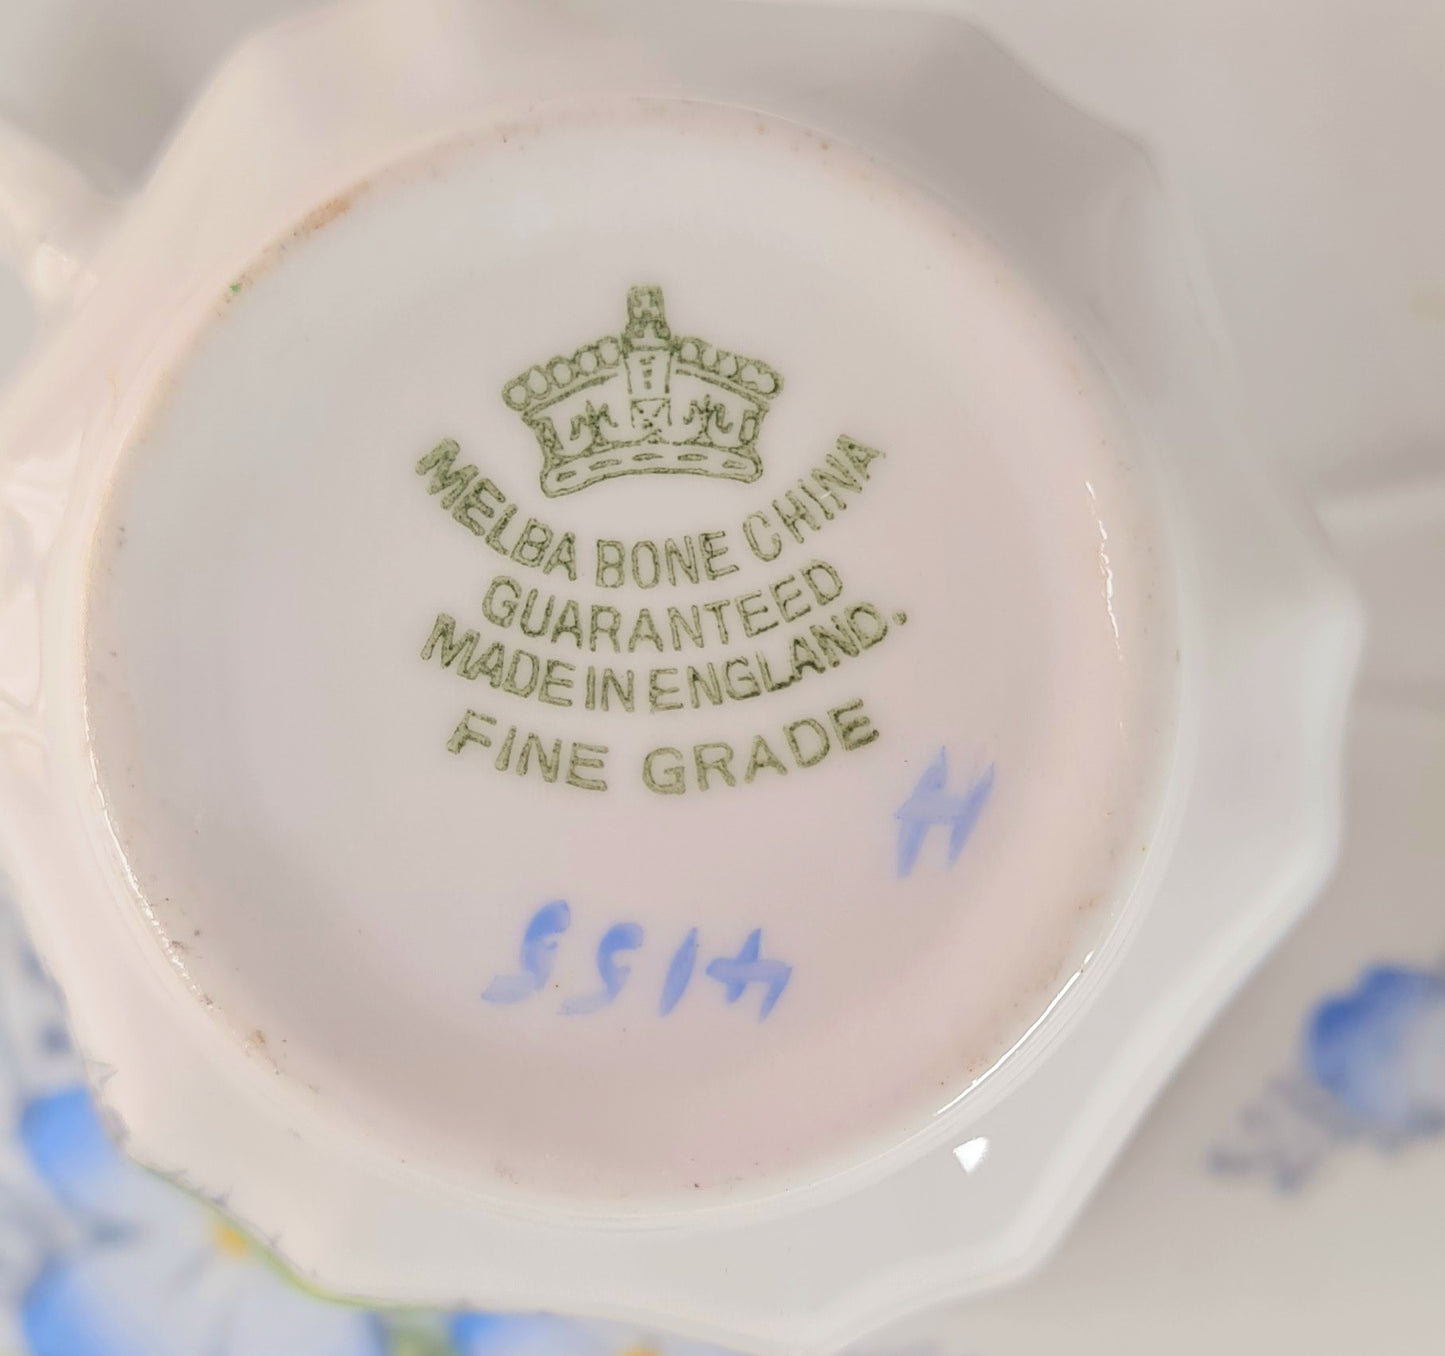 MELBA BONE CHINA
GUARANTEED
MADE IN ENGLAND.
FINE GRADE
H
4155